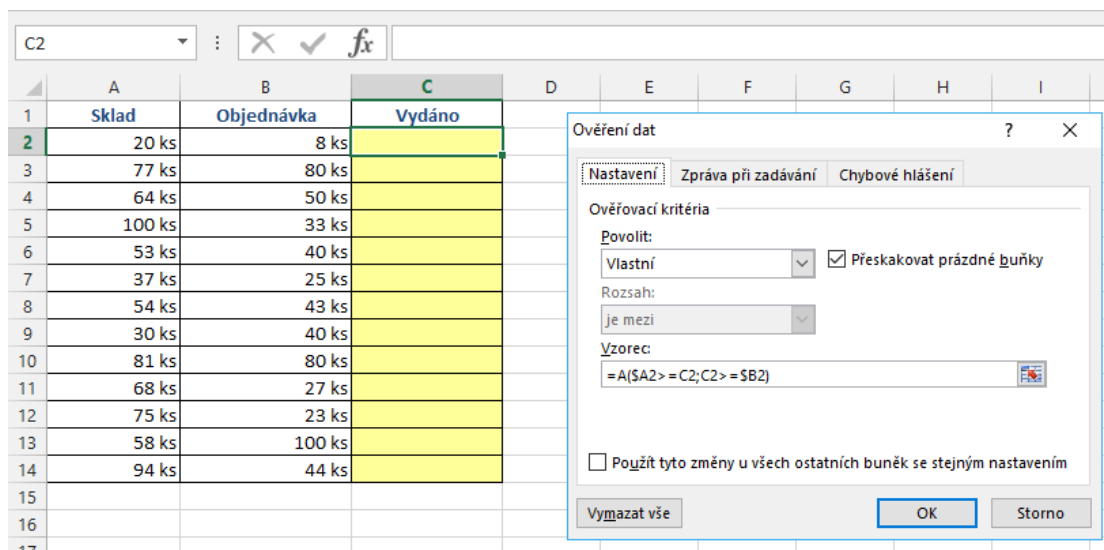 C2
fx
A B C D E F G H I
1 Sklad Objednávka Vydáno
2 20 ks 8 ks
3 77 ks 80 ks
4 64 ks 50 ks
5 100 ks 33 ks
6 53 ks 40 ks
7 37 ks 25 ks
8 54 ks 43 ks
9 30 ks 40 ks
10 81 ks 80 ks
11 68 ks 27 ks
12 75 ks 23 ks
13 58 ks 100 ks
14 94 ks 44 ks
15
16
17
Ověření dat ?
Nastavení Zpráva při zadávání Chybové hlášení
Ověřovací kritéria
Povolit:
Vlastní Přeskakovat prázdné buňky
Rozsah:
je mezi
Vzorec:
=A($A2>=C2;C2>=$B2)
Použít tyto změny u všech ostatních buněk se stejným nastavením
Vymazat vše OK Storno